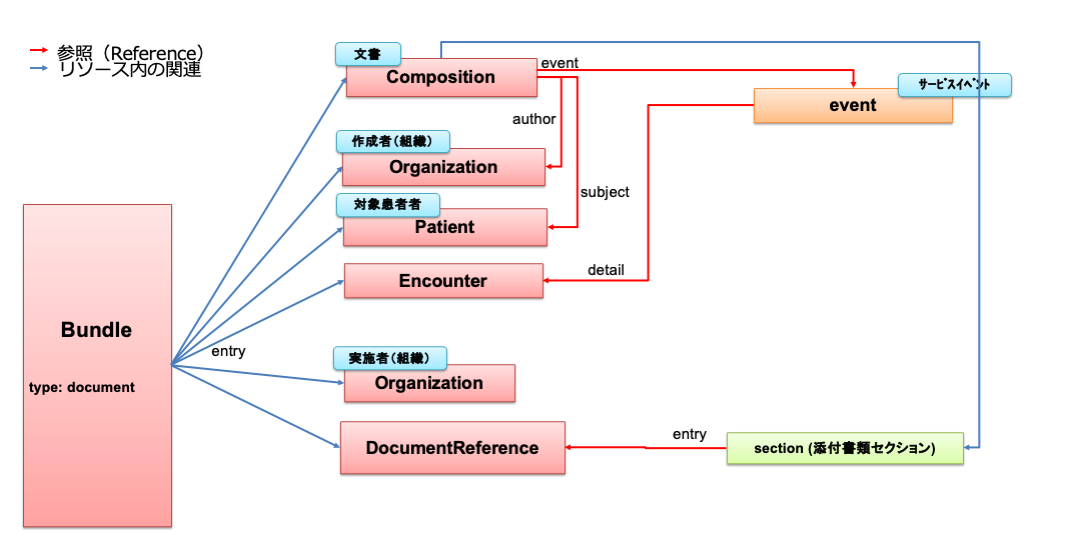 参照（Reference）
リソース内の関連
文書
Composition
event
サービスイベント
event
author
作成者（組織）
Organization
subject
対象患者者
Patient
detail
Encounter
Bundle
type: document
entry
実施者（組織）
Organization
DocumentReference
entry
section (添付書類セクション)